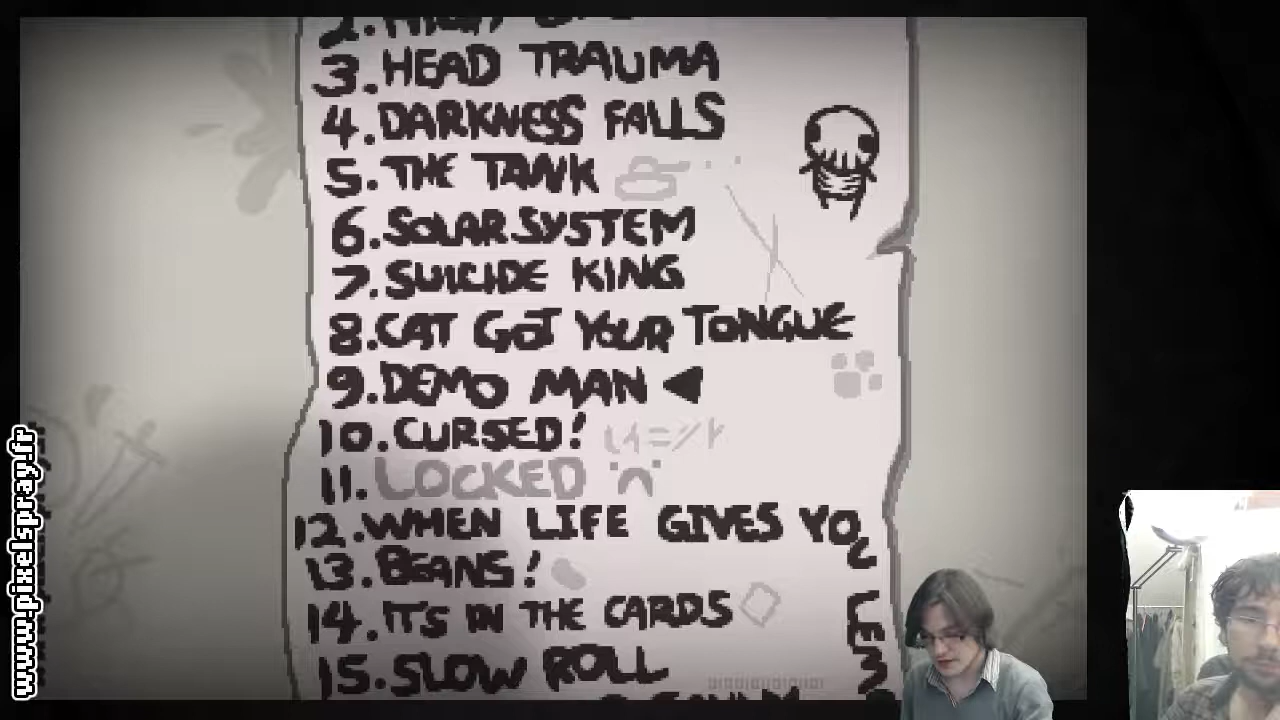 3. HEAD TRAUMA
4. DARKNESS FALLS
5. THE TANK
6. SOLAR SYSTEM
7. SUICIDE KING
8. CAT GOT YOUR TONGUE
9. DEMO MAN
10. CURSED!
11. LOCKED
12. WHEN LIFE GIVES YOU LEM
13. BEANS!
14. IT'S IN THE CARDS
15. SLOW ROLL
www.pixelspray.fr